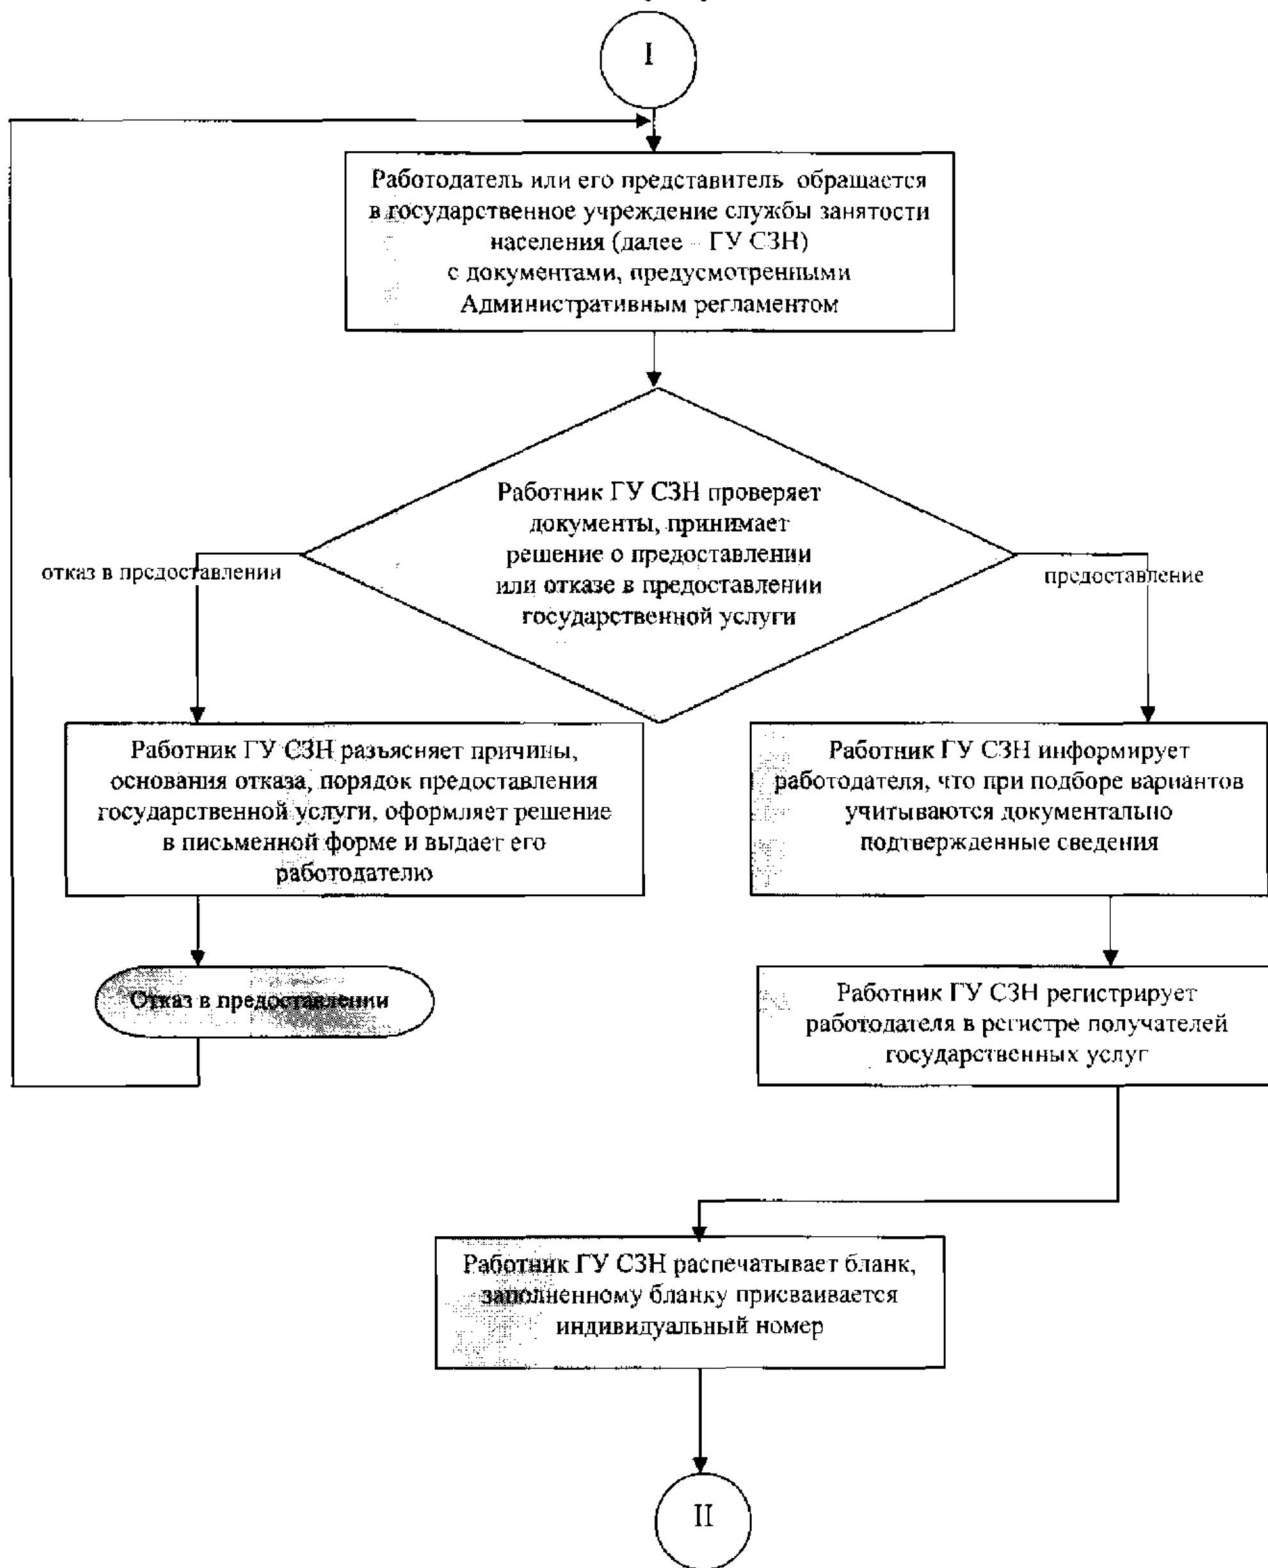 I
Работодатель или его представитель обращается
в государственное учреждение службы занятости
населения (далее – ГУ СЗН)
с документами, предусмотренными
Административным регламентом
Работник ГУ СЗН проверяет
документы, принимает
решение о предоставлении
или отказе в предоставлении
государственной услуги
отказ в предоставлении
предоставление
Работник ГУ СЗН разъясняет причины,
основания отказа, порядок предоставления
государственной услуги, оформляет решение
в письменной форме и выдает его
работодателю
Работник ГУ СЗН информирует
работодателя, что при подборе вариантов
учитываются документально
подтвержденные сведения
Отказ в предоставлении
Работник ГУ СЗН регистрирует
работодателя в регистре получателей
государственных услуг
Работник ГУ СЗН распечатывает бланк,
заполненному бланку присваивается
индивидуальный номер
II